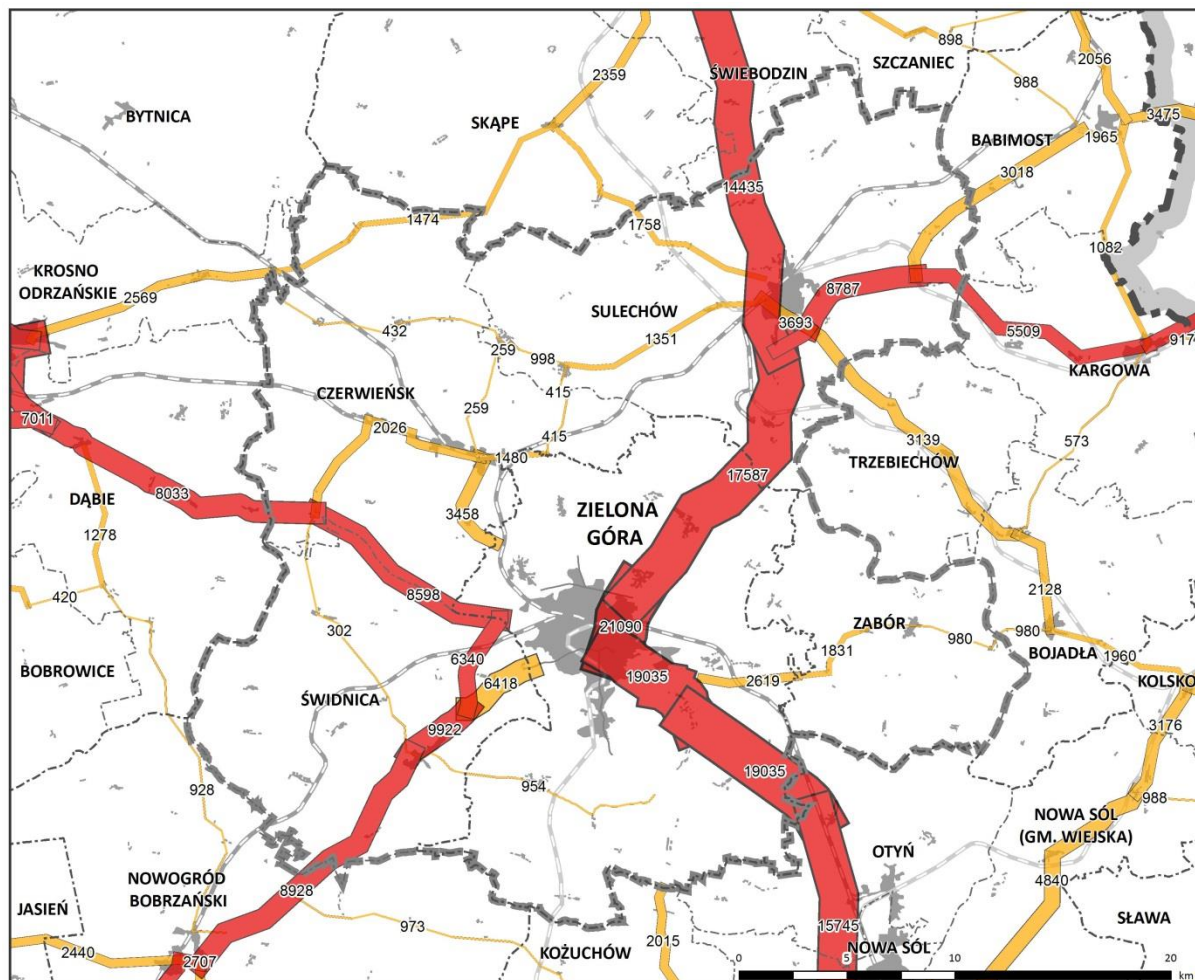 ŚWIEBODZIN
SZCZANIEC
898
2056
2359
988
BYTNICA
SKĄPE
3475
BABIMOST
1965
3018
14435
1474
1758
1082
KROSNO
ODRZAŃSKIE
2569
8787
SULECHÓW
3693
432
5509
1351
259
998
9174
KARGOWA
CZERWIEŃSK
415
259
7011
2026
415
3139
573
1480
TRZEBIECHÓW
17587
8033
DĄBIE
3458
ZIELONA
GÓRA
1278
8598
2128
420
302
21090
ZABÓR
980
980
1831
BOJADŁA
BOBROWICE
6340
1960
19035
2619
KOLSKO
6418
ŚWIDNICA
3176
9922
19035
954
928
988
NOWA SÓL
(GM. WIEJSKA)
OTYŃ
NOWOGRÓD
BOBRZAŃSKI
8928
4840
JASIEŃ
973
15745
SŁAWA
2440
2707
KOŻUCHÓW
2015
NOWA SÓL
0
5
10
20
km